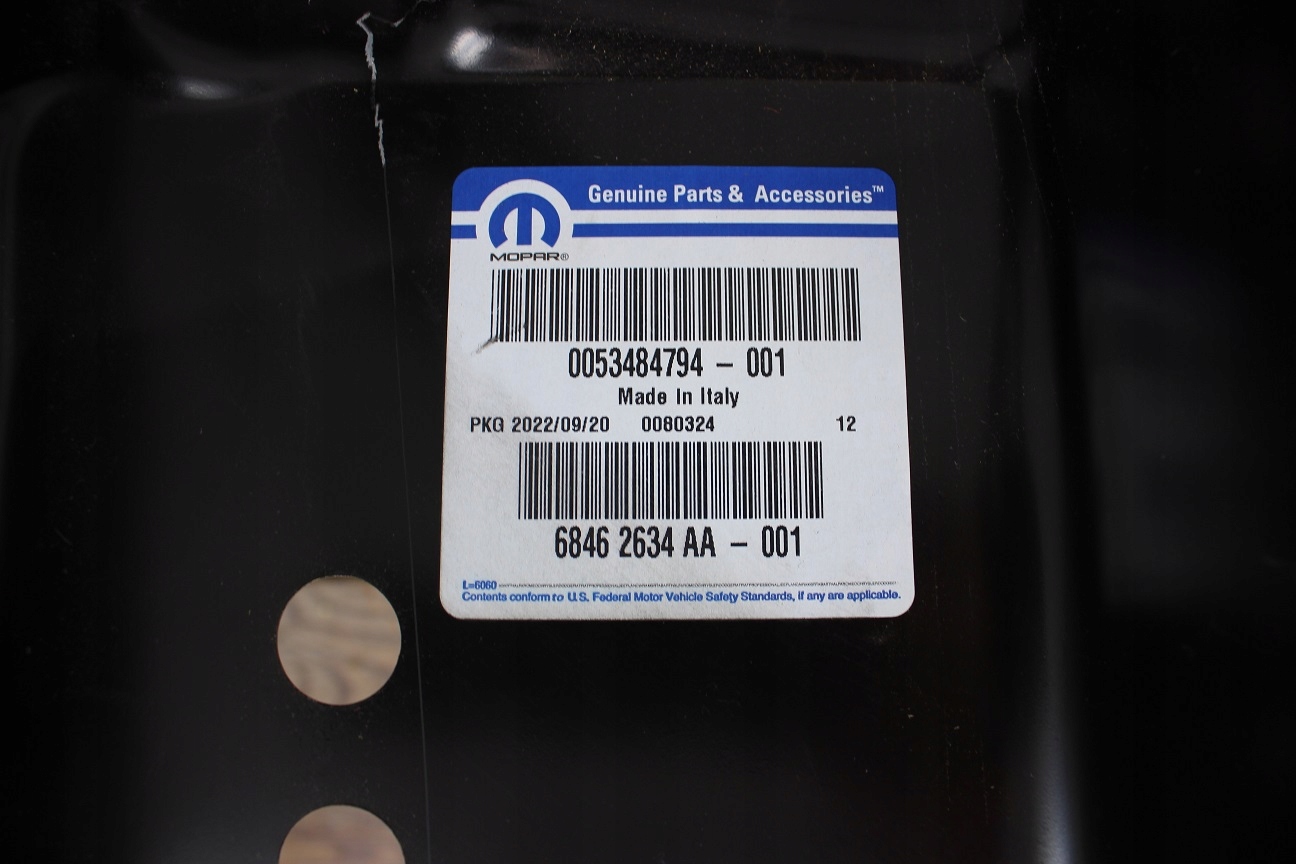 Genuine Parts & Accessories™
MOPAR®
0053484794 – 001
Made In Italy
PKG 2022/09/20 0080324 12
6846 2634 AA – 001
L=6060
Contents conform to U.S. Federal Motor Vehicle Safety Standards, if any are applicable.